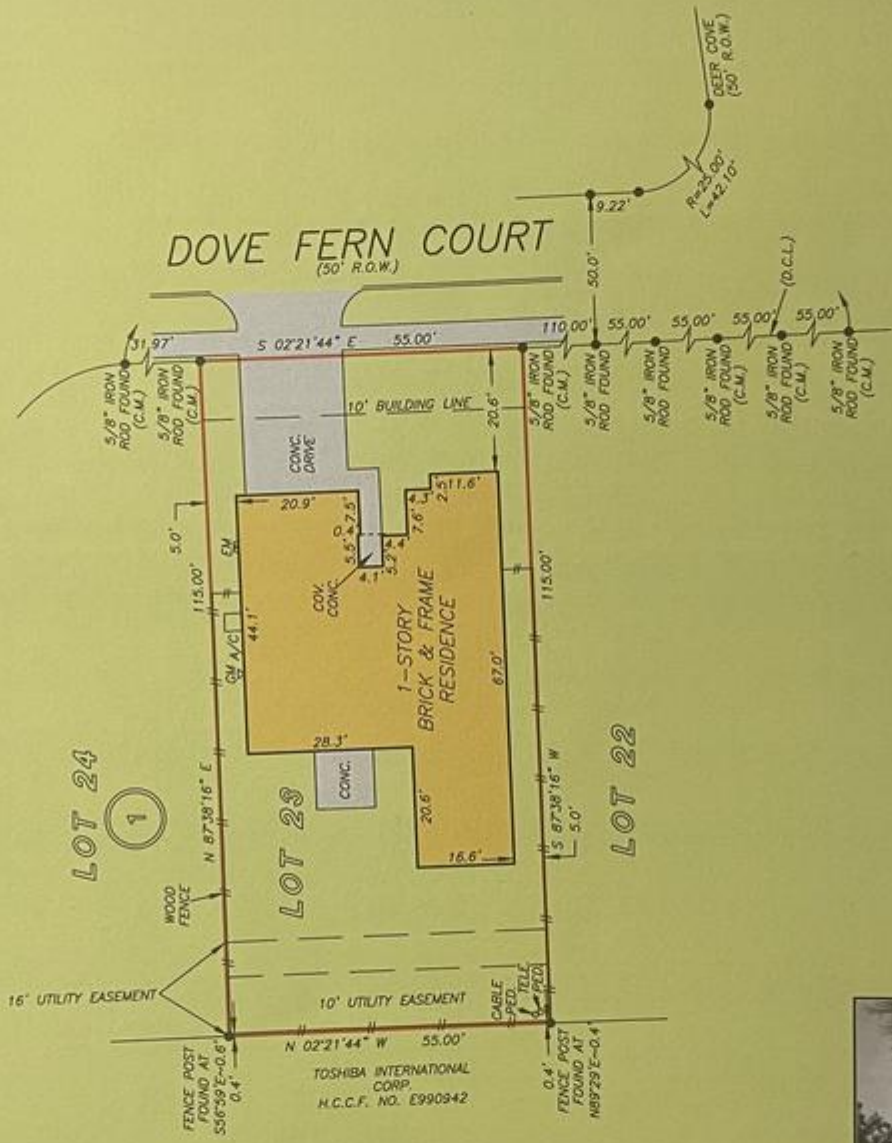 DEER COVE
(50' R.O.W.)
R=25.00'
L=42.10'
9.22'
50.0'
DOVE FERN COURT
(50' R.O.W.)
(D.C.L.)
31.97'
S 02°21'44" E
55.00'
110.00'
55.00'
55.00'
55.00'
55.00'
5/8" IRON
ROD FOUND
(C.M.)
5/8" IRON
ROD FOUND
(C.M.)
5/8" IRON
ROD FOUND
(C.M.)
5/8" IRON
ROD FOUND
5/8" IRON
ROD FOUND
5/8" IRON
ROD FOUND
(C.M.)
5/8" IRON
ROD FOUND
(C.M.)
5/8" IRON
ROD FOUND
(C.M.)
10' BUILDING LINE
20.6'
CONC.
DRIVE
20.9'
7.5'
5.5'
4.1'
5.2'
7.6'
2.5'
11.6'
5.0'
115.00'
EM
COV.
CONC.
A/C
GM
44.1'
1-STORY
BRICK & FRAME
RESIDENCE
67.0'
115.00'
LOT 24
1
28.3'
CONC.
20.6'
16.6'
N 87°38'16" E
S 87°38'16" W
5.0'
LOT 23
LOT 22
WOOD
FENCE
16' UTILITY EASEMENT
10' UTILITY EASEMENT
CABLE
PED.
TELE
PED.
N 02°21'44" W
55.00'
FENCE POST
FOUND AT
S56°59'E~0.6'
0.4'
TOSHIBA INTERNATIONAL
CORP.
H.C.C.F. NO. E990942
0.4'
FENCE POST
FOUND AT
N89°29'E~0.4'